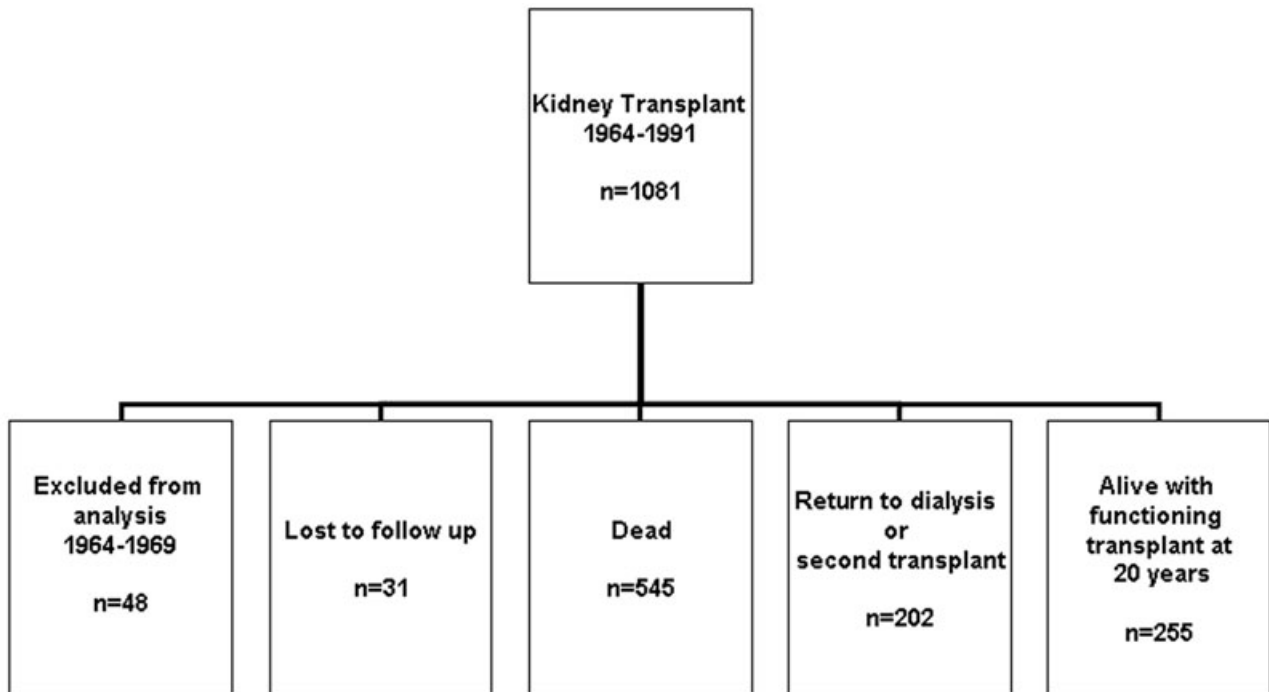 Kidney Transplant
1964-1991
n=1081
Excluded from
analysis
1964-1969
n=48
Lost to follow up
n=31
Dead
n=545
Return to dialysis
or
second transplant
n=202
Alive with
functioning
transplant at
20 years
n=255